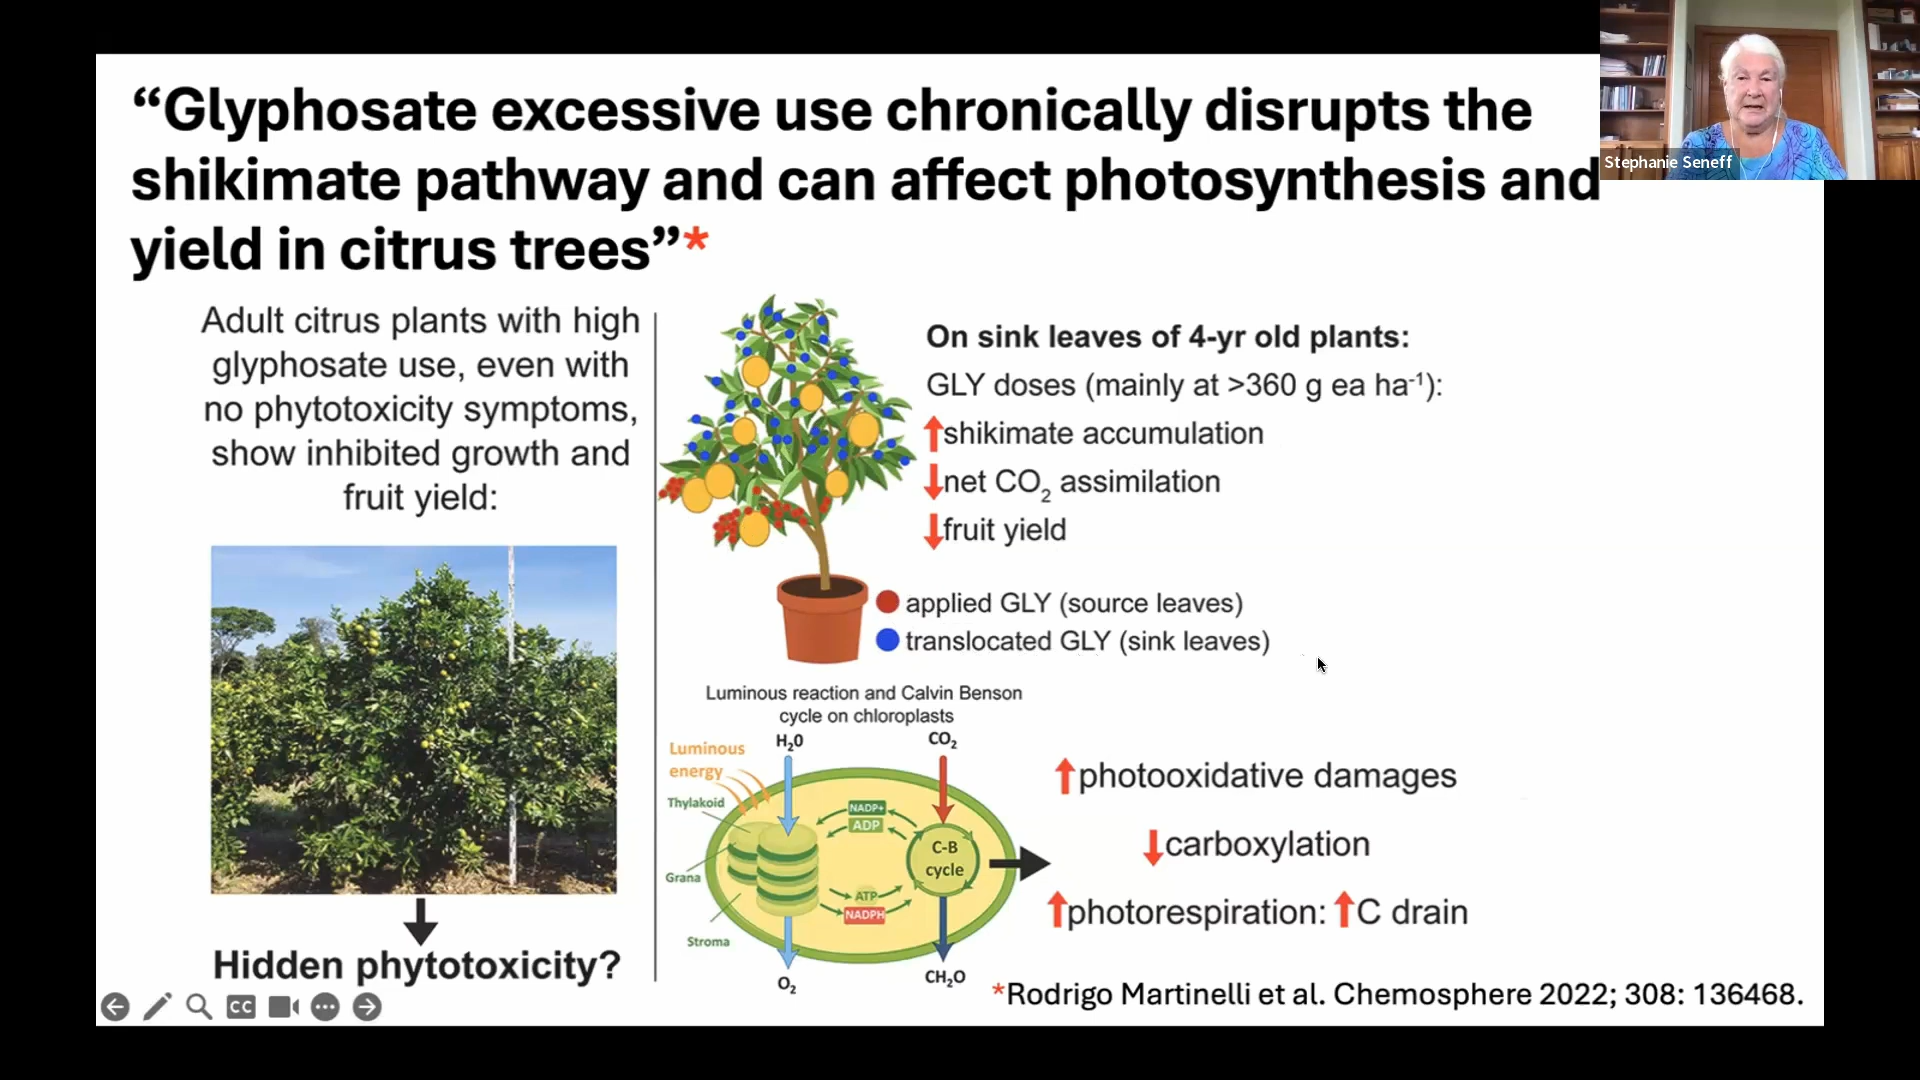 “Glyphosate excessive use chronically disrupts the
shikimate pathway and can affect photosynthesis and
yield in citrus trees”*
Stephanie Seneff
Adult citrus plants with high
glyphosate use, even with
no phytotoxicity symptoms,
show inhibited growth and
fruit yield:
Hidden phytotoxicity?
On sink leaves of 4-yr old plants:
GLY doses (mainly at >360 g ea ha⁻¹):
↑shikimate accumulation
↓net CO₂ assimilation
↓fruit yield
applied GLY (source leaves)
translocated GLY (sink leaves)
Luminous reaction and Calvin Benson
cycle on chloroplasts
H₂0
CO₂
Luminous
energy
Thylakoid
Grana
Stroma
NADP+
ADP
ATP
NADPH
C-B
cycle
O₂
CH₂O
↑photooxidative damages
↓carboxylation
↑photorespiration: ↑C drain
*Rodrigo Martinelli et al. Chemosphere 2022; 308: 136468.
CC